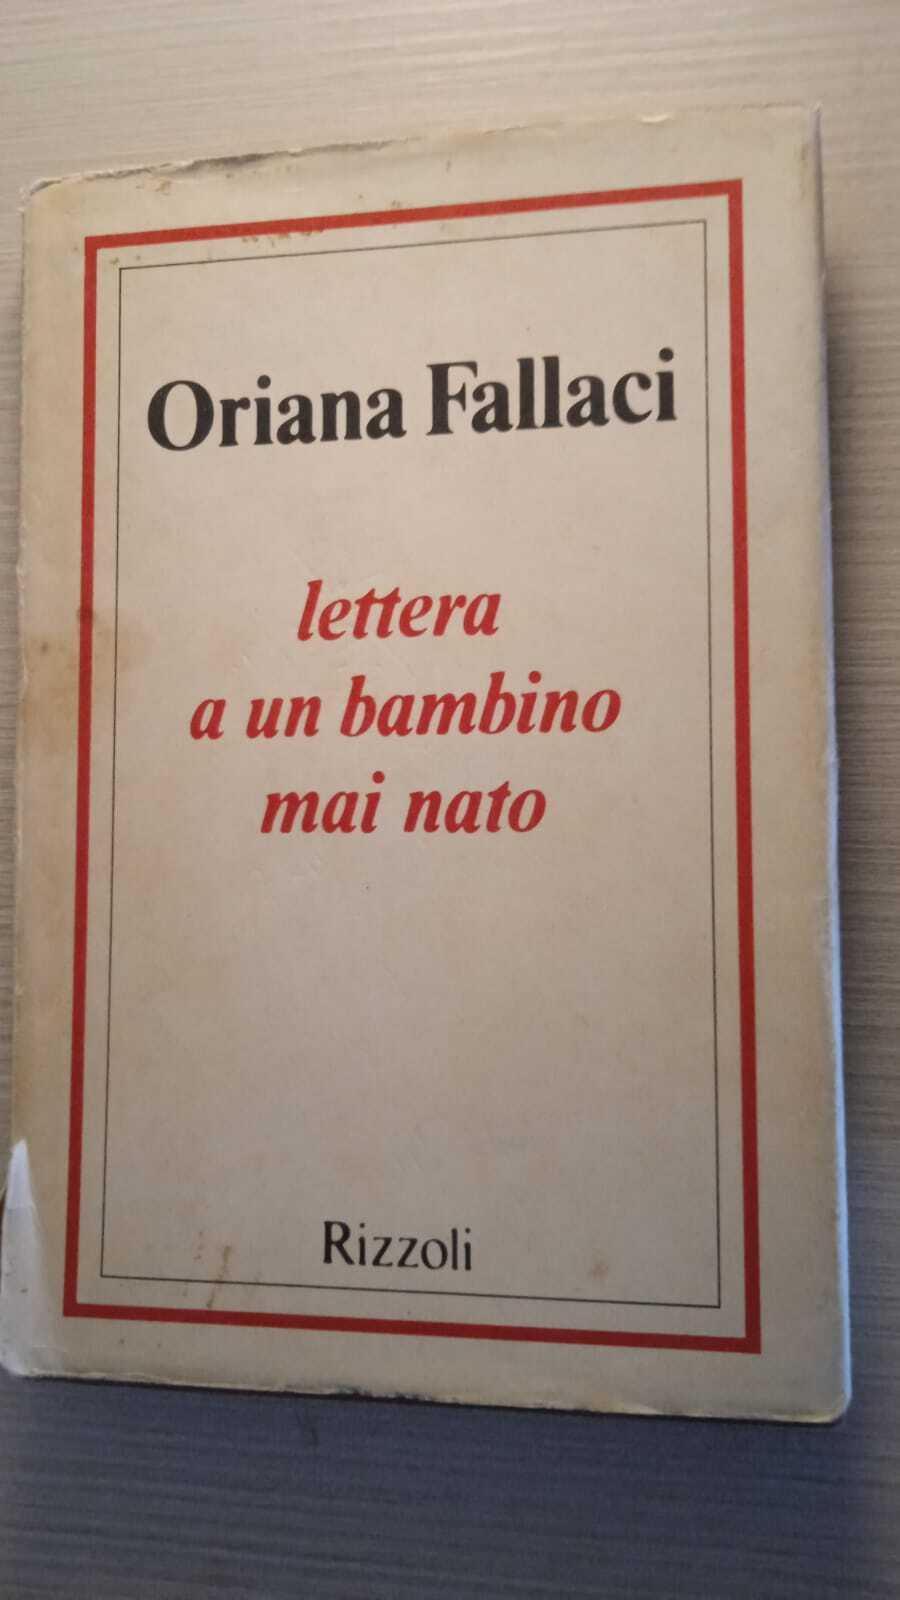 Oriana Fallaci
lettera
a un bambino
mai nato
Rizzoli